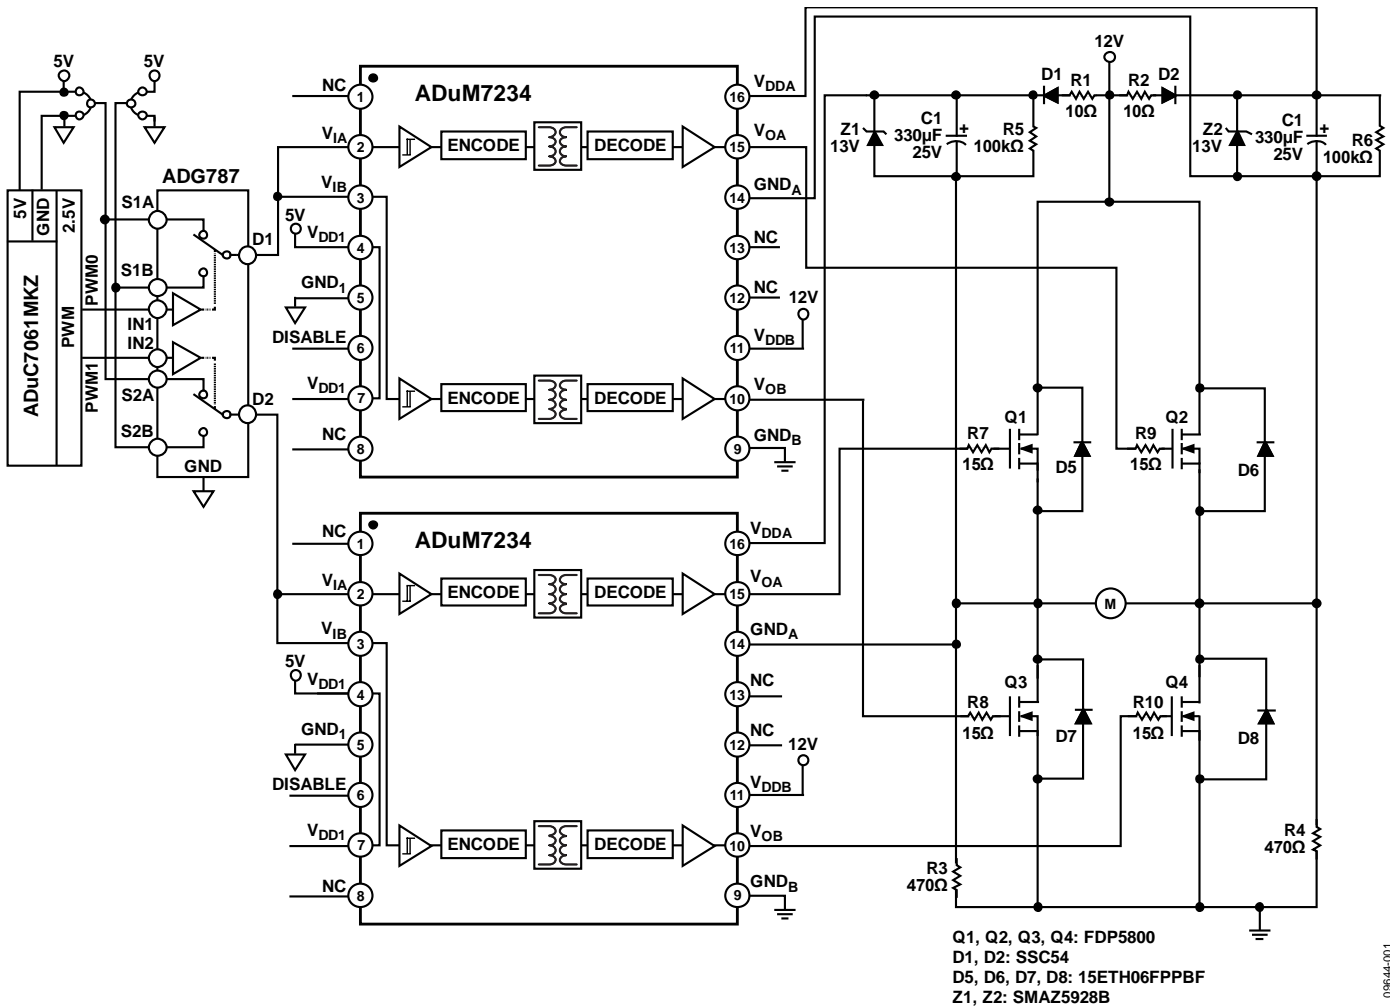 5V
5V
5V
GND
2.5V
ADuC7061MKZ
PWM
PWM0
PWM1
ADG787
S1A
S1B
IN1
IN2
S2A
S2B
GND
D1
D2
ADuM7234
NC
1
VIA
2
VIB
3
5V
VDD1
4
GND1
5
DISABLE
6
VDD1
7
NC
8
ENCODE
DECODE
ENCODE
DECODE
16
VDDA
15
VOA
14
GNDA
13
NC
12
NC
12V
11
VDDB
10
VOB
9
GNDB
ADuM7234
NC
1
VIA
2
VIB
3
5V
VDD1
4
GND1
5
DISABLE
6
VDD1
7
NC
8
ENCODE
DECODE
ENCODE
DECODE
16
VDDA
15
VOA
14
GNDA
13
NC
12
NC
12V
11
VDDB
10
VOB
9
GNDB
12V
D1
R1
10Ω
R2
10Ω
D2
Z1
13V
C1
330µF
25V
+
R5
100kΩ
Z2
13V
C1
330µF
25V
+
R6
100kΩ
Q1
R7
15Ω
D5
Q2
R9
15Ω
D6
M
Q3
R8
15Ω
D7
Q4
R10
15Ω
D8
R3
470Ω
R4
470Ω
Q1, Q2, Q3, Q4: FDP5800
D1, D2: SSC54
D5, D6, D7, D8: 15ETH06FPPBF
Z1, Z2: SMAZ5928B
09644-001